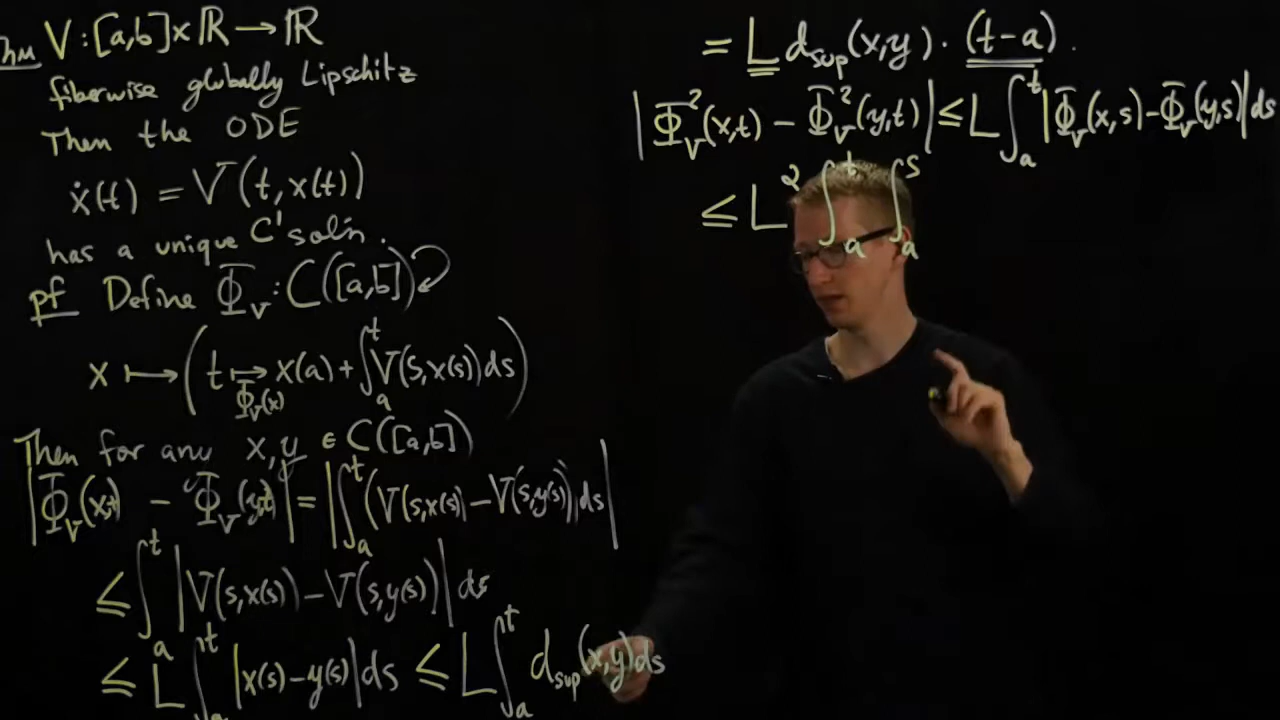 Thm V : [a,b] × ℝ → ℝ
fiberwise globally Lipschitz
Then the ODE
ẋ(t) = V(t, x(t))
has a unique C¹ sol'n.
pf Define Φ_V : C([a,b]) ↩
x ⟼ ( t ⟼_{Φ_V(x)} x(a) + ∫_a^t V(s,x(s)) ds )
Then for any x,y ∈ C([a,b])
|Φ_V(x,t) - Φ_V(y,t)| = |∫_a^t (V(s,x(s)) - V(s,y(s))) ds|
≤ ∫_a^t |V(s,x(s)) - V(s,y(s))| ds
≤ L ∫_a^t |x(s) - y(s)| ds ≤ L ∫_a^t d_sup(x,y) ds
= L d_sup(x,y) · (t-a).
|Φ_V^2(x,t) - Φ_V^2(y,t)| ≤ L ∫_a^t |Φ_V(x,s) - Φ_V(y,s)| ds
≤ L^2 ∫_a^t ∫_a^s